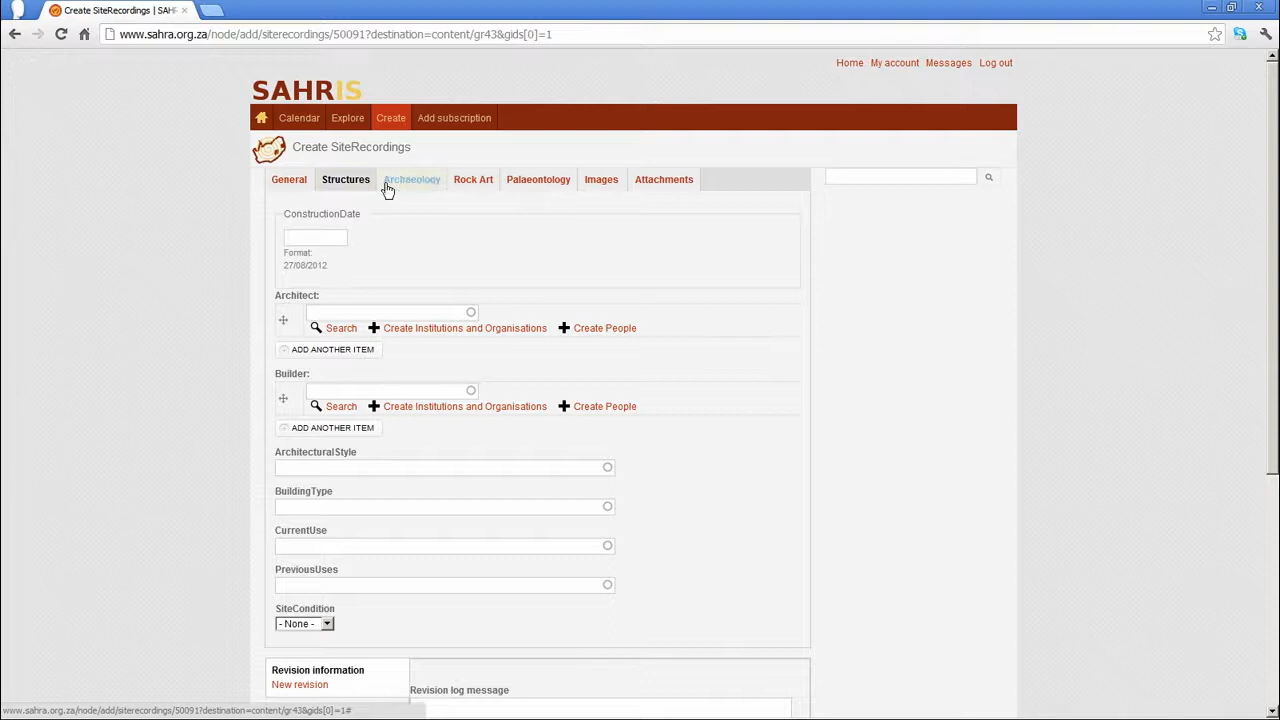 Create SiteRecordings | SAH
www.sahra.org.za/node/add/siterecordings/50091?destination=content/gr43&gids[0]=1
Home My account Messages Log out
SAHRIS
Calendar Explore Create Add subscription
Create SiteRecordings
General Structures Archaeology Rock Art Palaeontology Images Attachments
ConstructionDate
Format:
27/08/2012
Architect:
Search Create Institutions and Organisations Create People
ADD ANOTHER ITEM
Builder:
Search Create Institutions and Organisations Create People
ADD ANOTHER ITEM
ArchitecturalStyle
BuildingType
CurrentUse
PreviousUses
SiteCondition
- None -
Revision information
New revision
Revision log message
www.sahra.org.za/node/add/siterecordings/50091?destination=content/gr43&gids[0]=1#